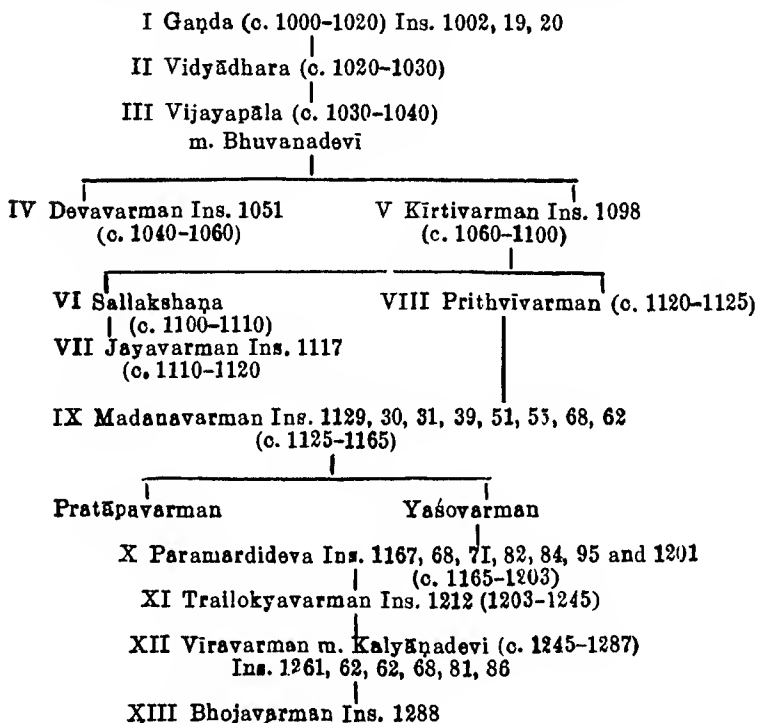 I Gaṇḍa (c. 1000–1020) Ins. 1002, 19, 20
II Vidyādhara (c. 1020–1030)
III Vijayapāla (c. 1030–1040)
m. Bhuvanadevī
IV Devavarman Ins. 1051 V Kīrtivarman Ins. 1098
(c. 1040–1060) (c. 1060–1100)
VI Sallakshaṇa VIII Prithvīvarman (c. 1120–1125)
(c. 1100–1110)
VII Jayavarman Ins. 1117
(c. 1110–1120
IX Madanavarman Ins. 1129, 30, 31, 39, 51, 55, 68, 62
(c. 1125–1165)
Pratāpavarman Yaśovarman
X Paramardideva Ins. 1167, 68, 71, 82, 84, 95 and 1201
(c. 1165–1203)
XI Trailokyavarman Ins. 1212 (1203–1245)
XII Vīravarman m. Kalyāṇadevi (c. 1245–1287)
Ins. 1261, 62, 62, 68, 81, 86
XIII Bhojavarman Ins. 1288